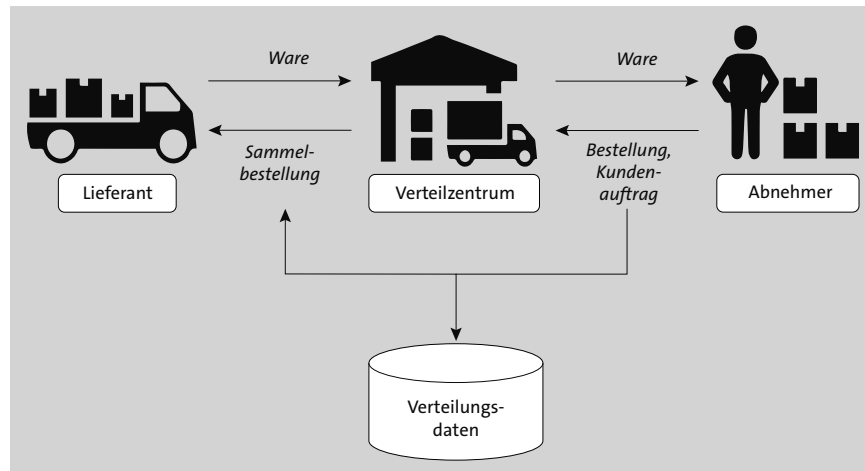 Ware
Ware
Sammel-
bestellung
Bestellung,
Kunden-
auftrag
Lieferant
Verteilzentrum
Abnehmer
Verteilungs-
daten